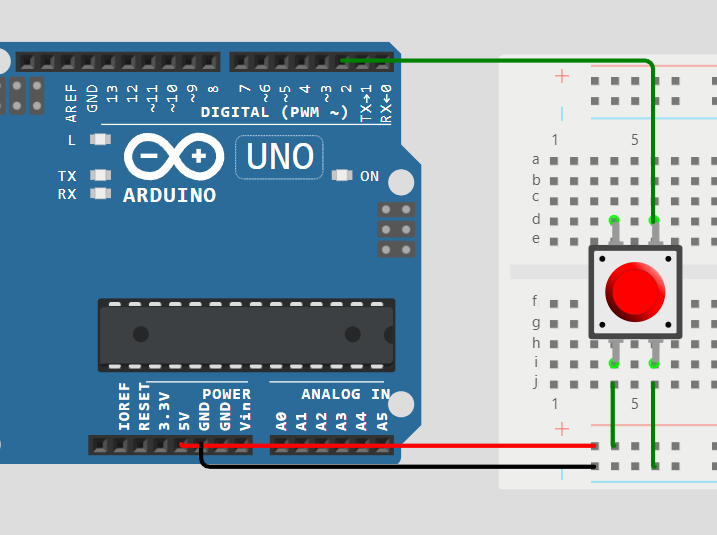 AREF GND 13 12 ~11 ~10 ~9 8 7 ~6 ~5 4 ~3 2 TX→1 RX←0
DIGITAL (PWM ~)
L
TX
RX
UNO
ON
ARDUINO
IOREF RESET 3.3V 5V GND GND Vin
POWER
ANALOG IN
A0 A1 A2 A3 A4 A5
+
|
1 5
a
b
c
d
e
f
g
h
i
j
1 5
+
|